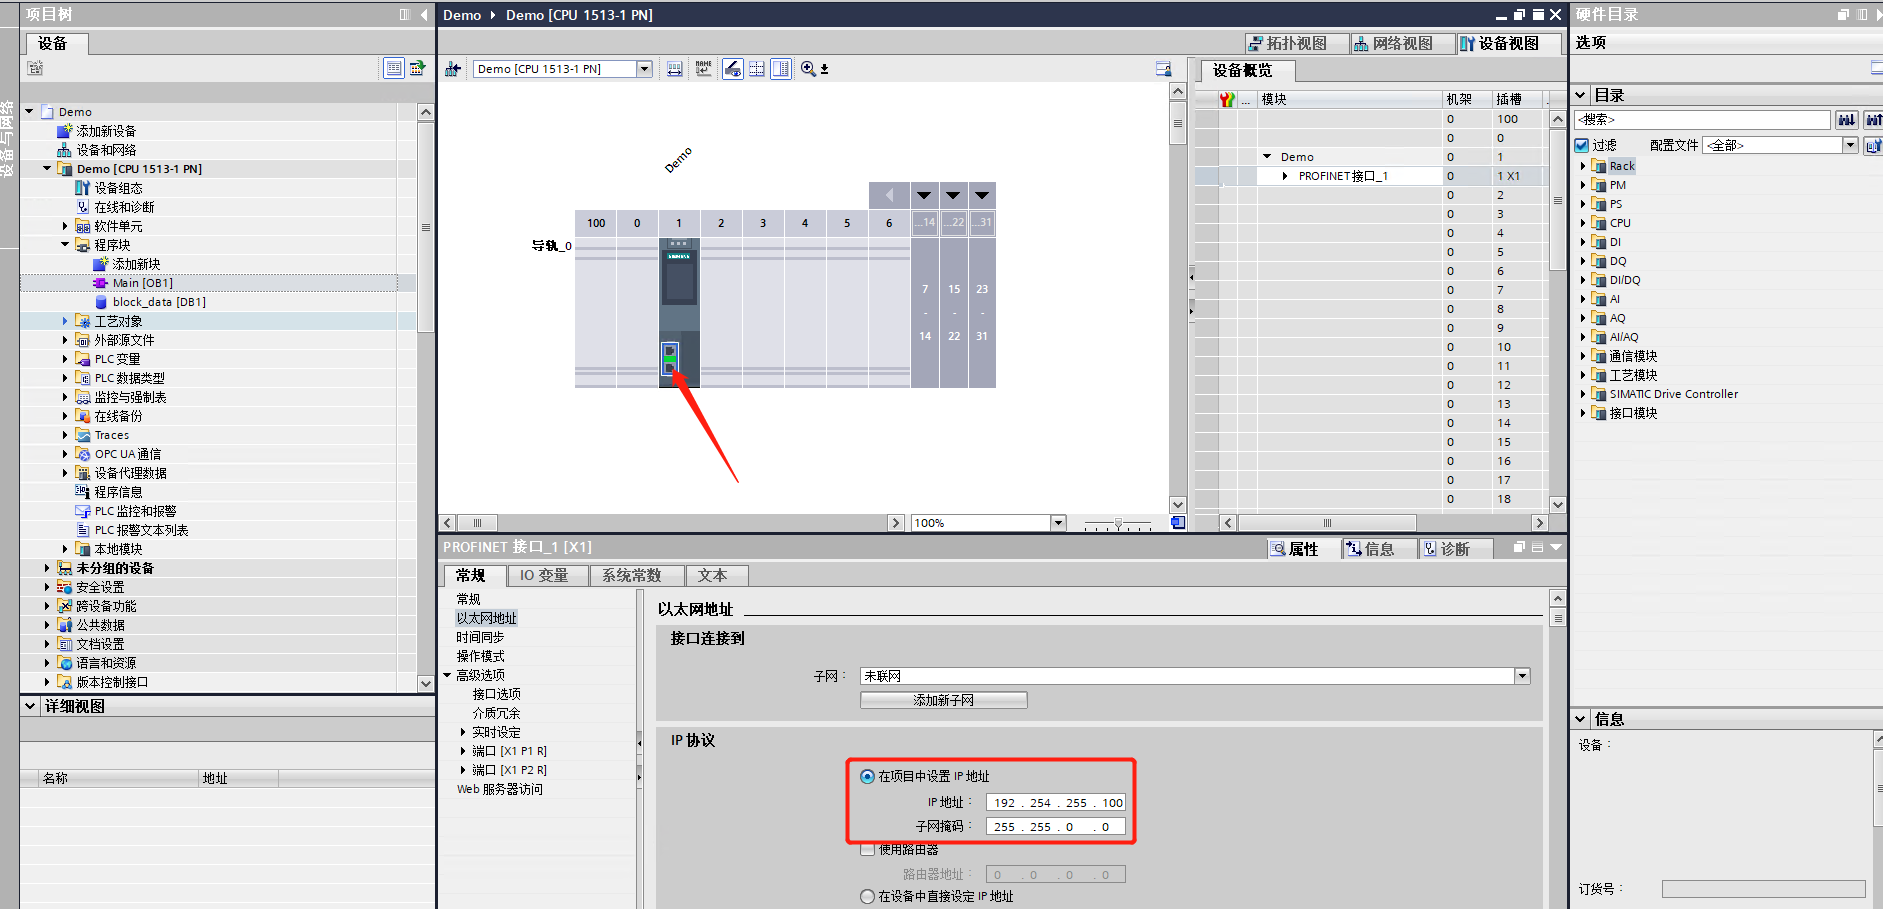 项目树
设备
设备与网络
Demo
添加新设备
设备和网络
Demo [CPU 1513-1 PN]
设备组态
在线和诊断
软件单元
程序块
添加新块
Main [OB1]
block_data [DB1]
工艺对象
外部源文件
PLC 变量
PLC 数据类型
监控与强制表
在线备份
Traces
OPC UA 通信
设备代理数据
程序信息
PLC 监控和报警
PLC 报警文本列表
本地模块
未分组的设备
安全设置
跨设备功能
公共数据
文档设置
语言和资源
版本控制接口
详细视图
名称 地址
Demo Demo [CPU 1513-1 PN]
拓扑视图 网络视图 设备视图
Demo [CPU 1513-1 PN]
Demo
100 0 1 2 3 4 5 6 ...14 ...22 ...31
导轨_0
SIEMENS
7 15 23
- - -
14 22 31
100%
设备概览
... 模块 机架 插槽 .
0 100
0 0
Demo 0 1
PROFINET接口_1 0 1 X1
0 2
0 3
0 4
0 5
0 6
0 7
0 8
0 9
0 10
0 11
0 12
0 13
0 14
0 15
0 16
0 17
0 18
PROFINET 接口_1 [X1]
属性 信息 诊断
常规 IO 变量 系统常数 文本
常规
以太网地址
时间同步
操作模式
高级选项
接口选项
介质冗余
实时设定
端口 [X1 P1 R]
端口 [X1 P2 R]
Web 服务器访问
以太网地址
接口连接到
子网： 未联网
添加新子网
IP 协议
在项目中设置 IP 地址
IP 地址： 192 . 254 . 255 . 100
子网掩码： 255 . 255 . 0 . 0
使用路由器
路由器地址： 0 . 0 . 0 . 0
在设备中直接设定 IP 地址
硬件目录
选项
目录
<搜索>
过滤 配置文件 <全部>
Rack
PM
PS
CPU
DI
DQ
DI/DQ
AI
AQ
AI/AQ
通信模块
工艺模块
SIMATIC Drive Controller
接口模块
信息
设备：
订货号：